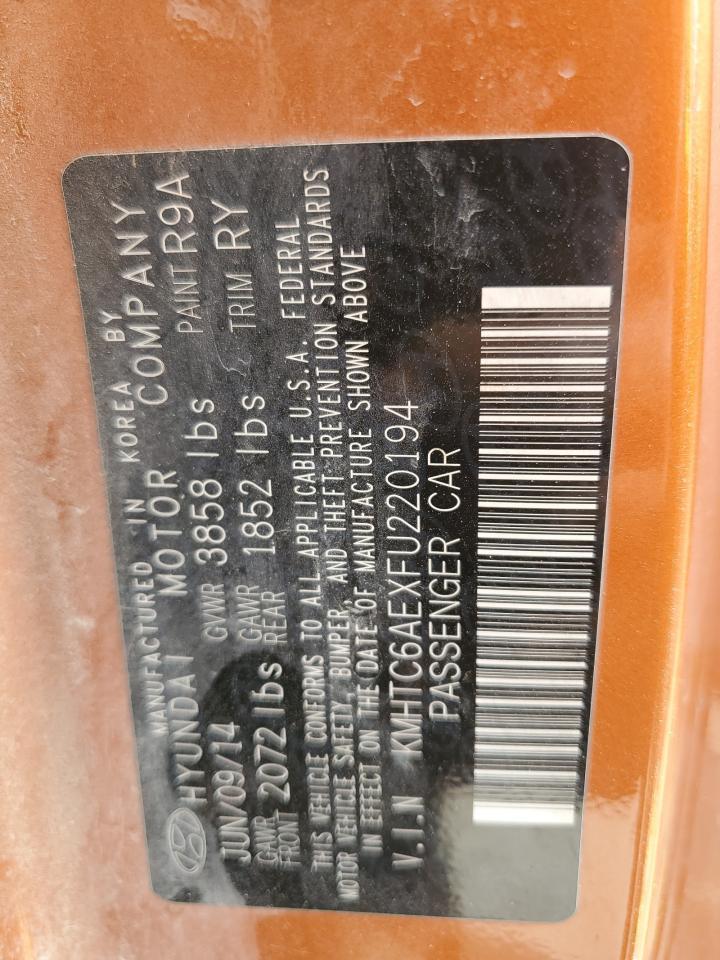 MANUFACTURED IN KOREA BY
HYUNDAI MOTOR COMPANY
JUN/09/14 GVWR 3858 lbs PAINT R9A
GAWR FRONT 2072 lbs GAWR REAR 1852 lbs TRIM RY
THIS VEHICLE CONFORMS TO ALL APPLICABLE U.S.A. FEDERAL
MOTOR VEHICLE SAFETY, BUMPER, AND THEFT PREVENTION STANDARDS
IN EFFECT ON THE DATE OF MANUFACTURE SHOWN ABOVE
V.I.N KMHTC6AEXFU220194
PASSENGER CAR